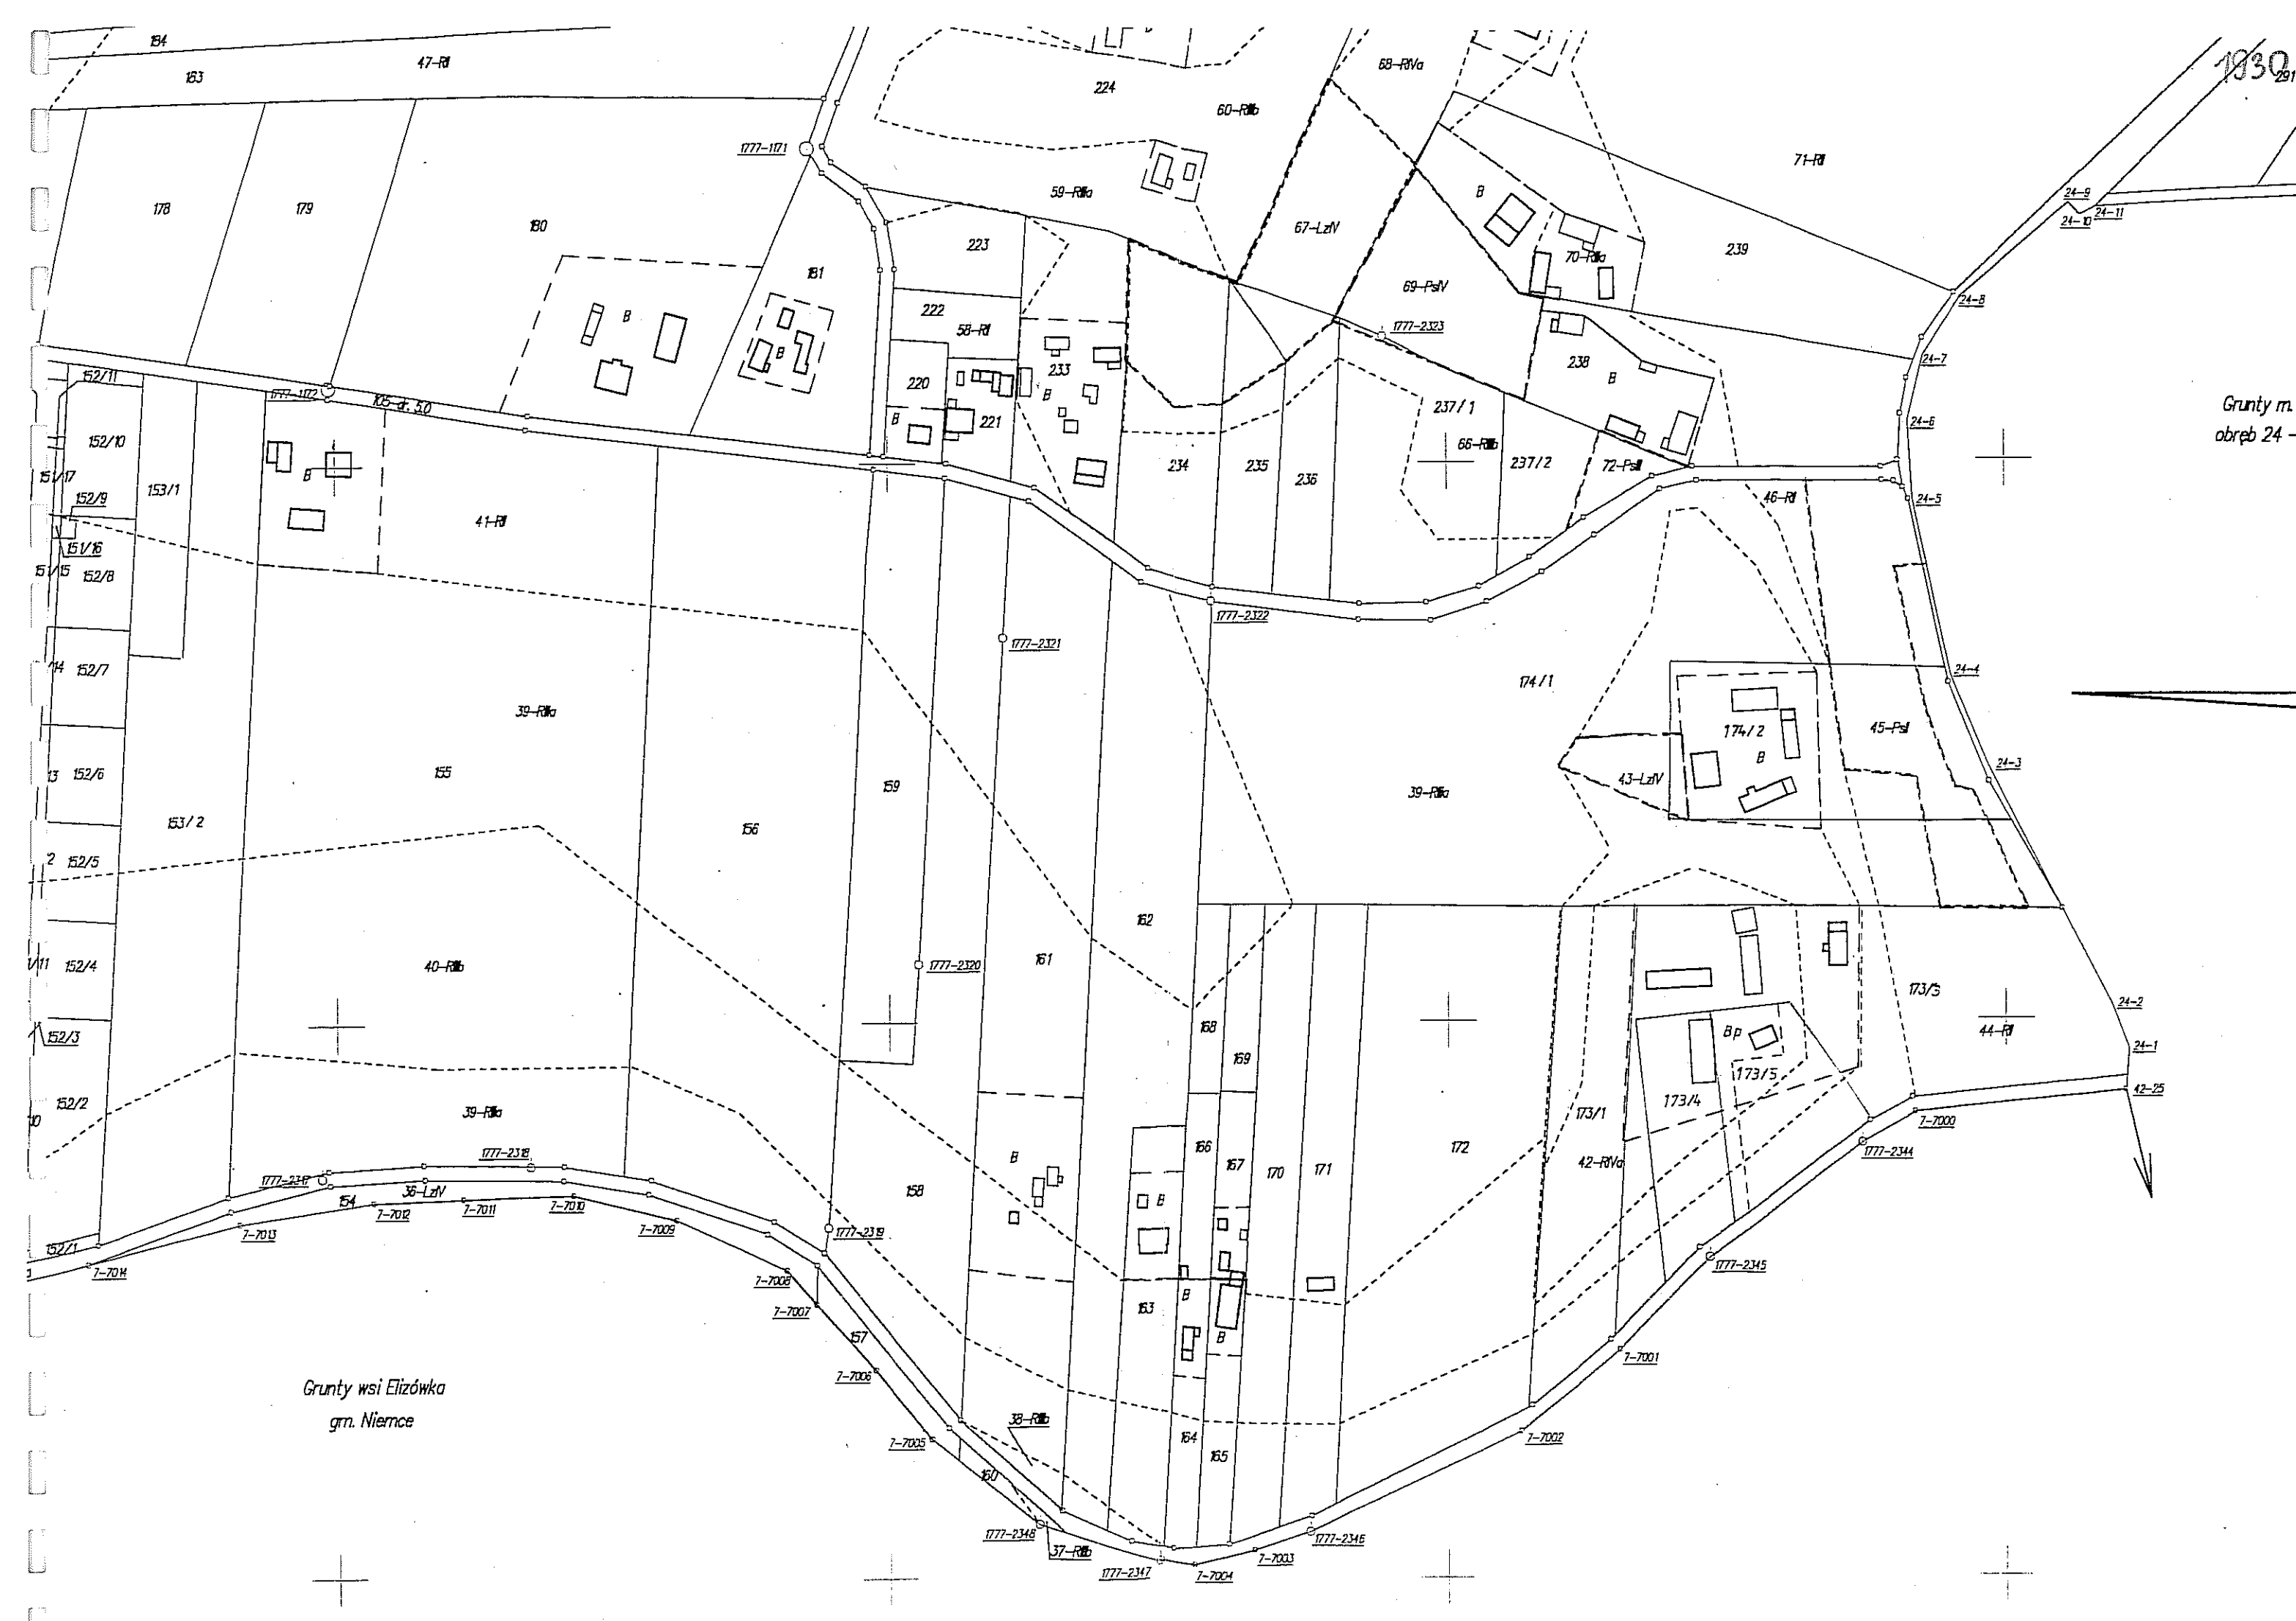 184
163
47-RII
224
68-RIVa
60-RIIIb
1930
291
1777-1171
71-RII
178
179
180
59-RIIIa
B
24-9
24-10
24-11
223
67-LzIV
70-RIIIa
239
181
69-PsIV
24-8
B
222
58-RII
1777-2323
B
238
24-7
152/11
1777-1172
105-dr. 5.0
220
233
B
B
B
221
237/1
Grunty m.
obręb 24 -
24-6
152/10
66-RIIIb
234
235
236
237/2
72-PsIII
151/17
152/9
153/1
B
46-RII
24-5
41-RII
151/16
151/15
152/8
1777-2322
1777-2321
24-4
14
152/7
174/1
39-RIIIa
174/2
45-PsII
B
24-3
13
152/6
155
159
43-LzIV
39-RIIIa
153/2
156
2
152/5
162
161
152/4
40-RIIIb
1777-2320
173/3
24-2
168
44-RII
152/3
Bp
24-1
169
173/5
42-25
152/2
39-RIIIa
173/4
173/1
7-7000
1777-2344
1777-2318
B
166
167
170
171
172
42-RIVa
1777-2317
36-LzIV
154
158
B
7-7012
7-7011
7-7010
7-7009
7-7013
1777-2319
152/1
7-7014
7-7008
1777-2345
7-7007
B
163
157
B
7-7001
7-7006
Grunty wsi Elizówka
gm. Niemce
38-RIIIb
7-7005
164
165
7-7002
160
1777-2348
1777-2346
37-RIIIb
7-7003
1777-2347
7-7004